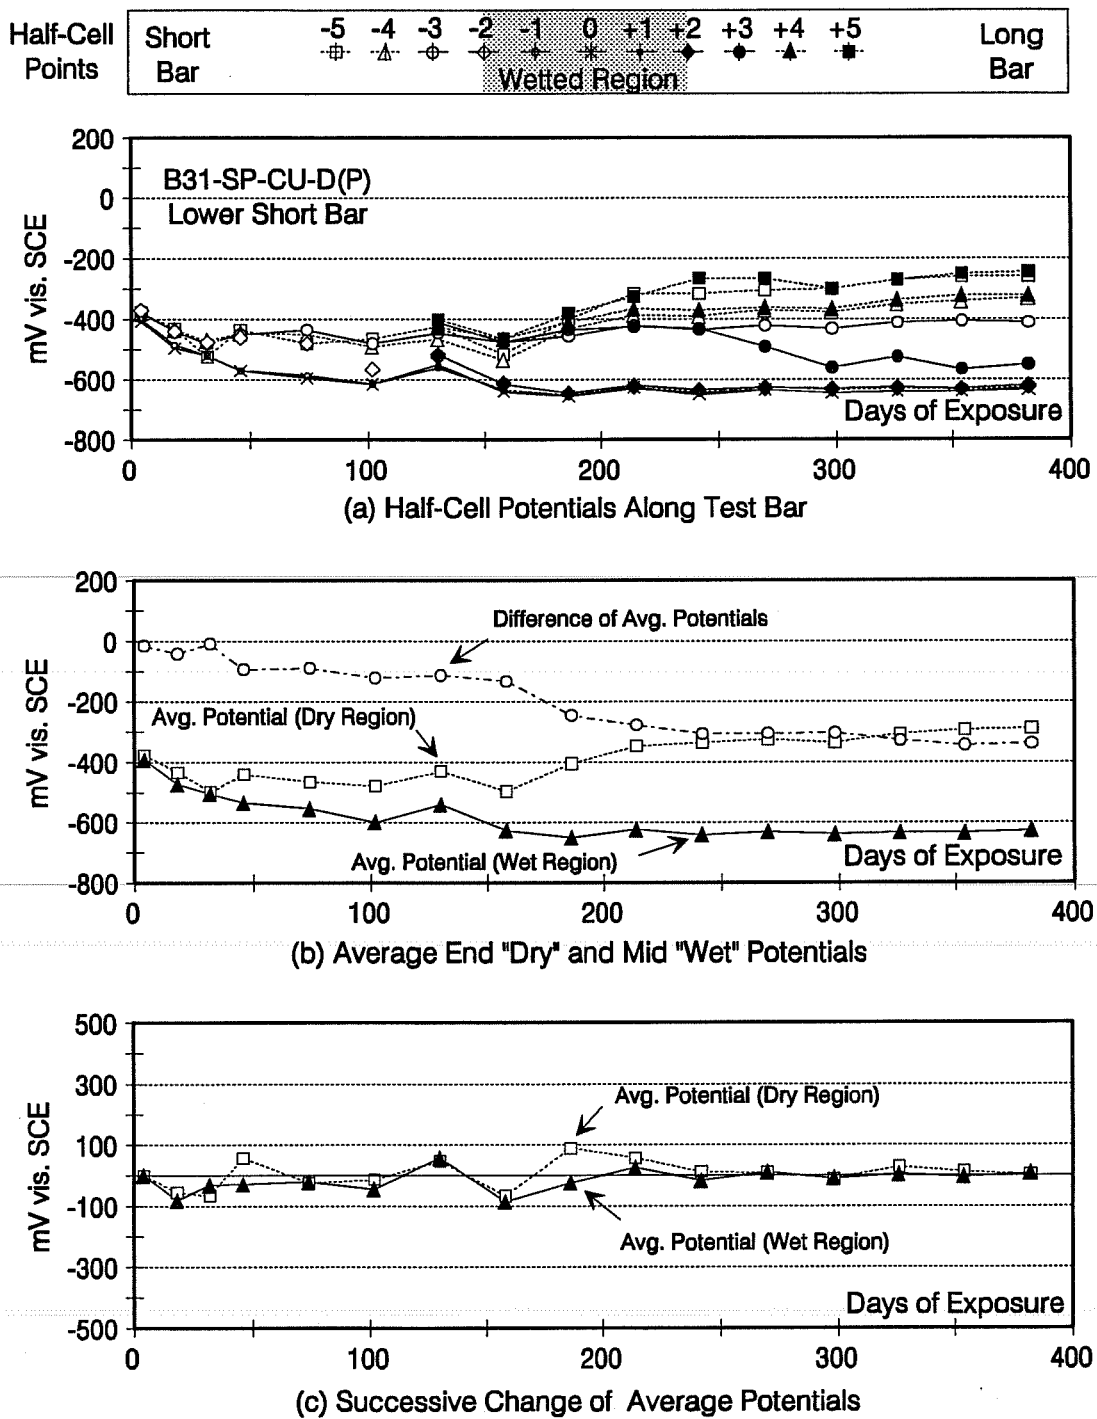 Half-Cell Points
Short Bar
-5 -4 -3 -2 -1 0 +1 +2 +3 +4 +5
Wetted Region
Long Bar
200
0
-200
-400
-600
-800
mV vis. SCE
B31-SP-CU-D(P)
Lower Short Bar
Days of Exposure
0 100 200 300 400
(a) Half-Cell Potentials Along Test Bar
200
0
-200
-400
-600
-800
mV vis. SCE
Difference of Avg. Potentials
Avg. Potential (Dry Region)
Avg. Potential (Wet Region)
Days of Exposure
0 100 200 300 400
(b) Average End "Dry" and Mid "Wet" Potentials
500
300
100
-100
-300
-500
mV vis. SCE
Avg. Potential (Dry Region)
Avg. Potential (Wet Region)
Days of Exposure
0 100 200 300 400
(c) Successive Change of Average Potentials